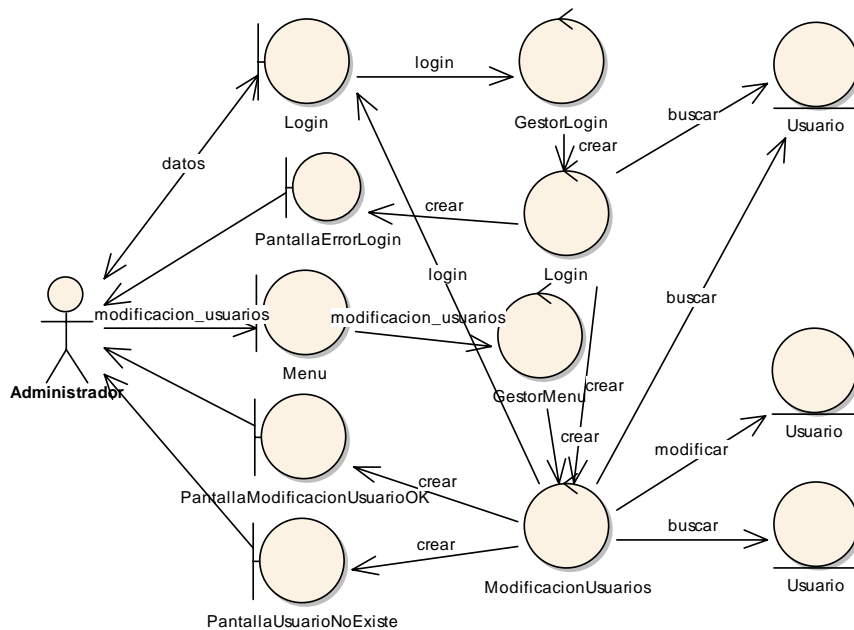 login
Login
GestorLogin
Usuario
buscar
crear
datos
crear
PantallaErrorLogin
login
Login
buscar
modificacion_usuarios
modificacion_usuarios
Menu
GestorMenu
crear
Administrador
crear
Usuario
modificar
crear
PantallaModificacionUsuarioOK
buscar
crear
ModificacionUsuarios
Usuario
PantallaUsuarioNoExiste